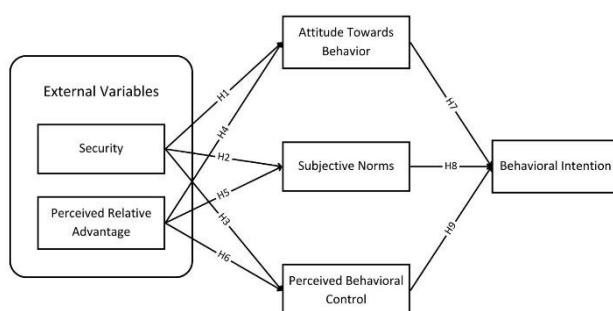 Attitude Towards
Behavior
External Variables
Security
Perceived Relative
Advantage
Subjective Norms
Behavioral Intention
Perceived Behavioral
Control
H1
H4
H2
H5
H3
H6
H7
H8
H9